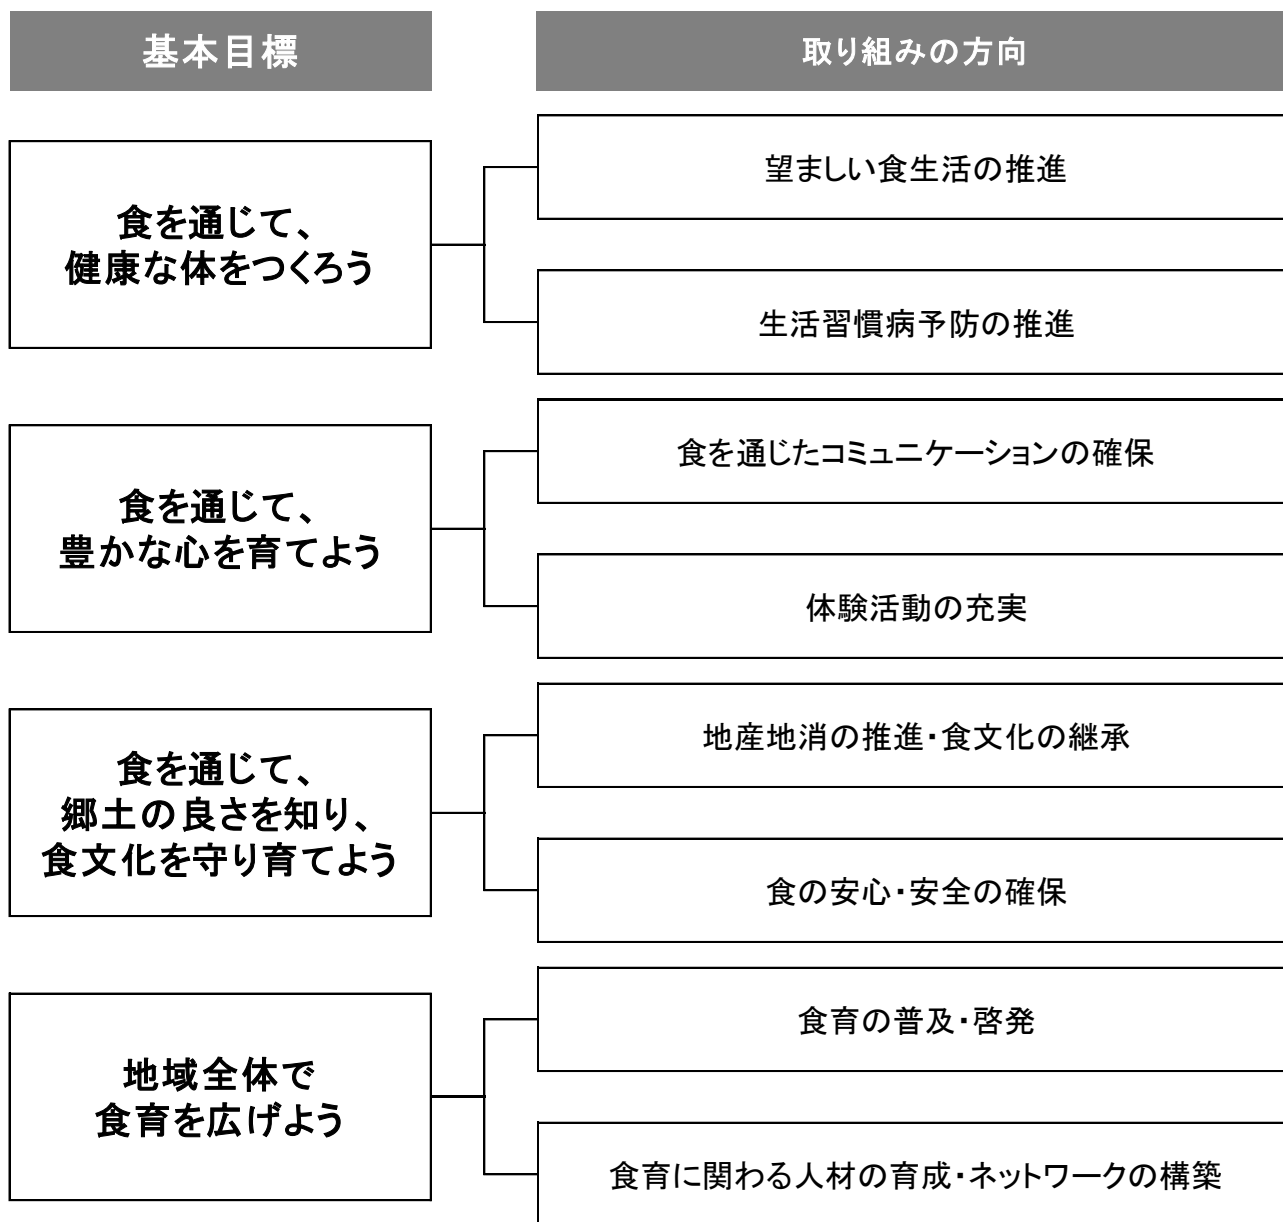 基本目標
取り組みの方向
食を通じて、
健康な体をつくろう
望ましい食生活の推進
生活習慣病予防の推進
食を通じて、
豊かな心を育てよう
食を通じたコミュニケーションの確保
体験活動の充実
食を通じて、
郷土の良さを知り、
食文化を守り育てよう
地産地消の推進・食文化の継承
食の安心・安全の確保
地域全体で
食育を広げよう
食育の普及・啓発
食育に関わる人材の育成・ネットワークの構築